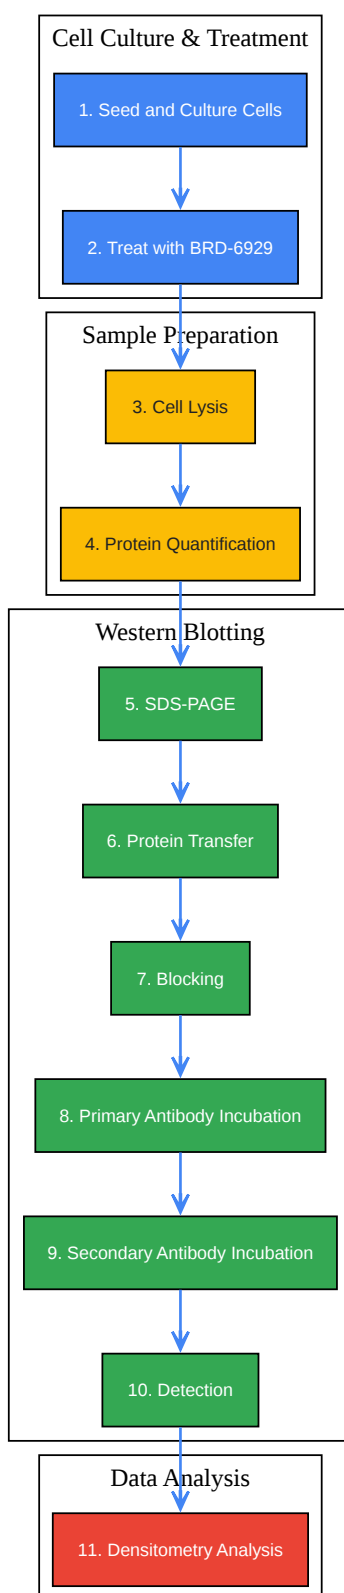 Cell Culture & Treatment
1. Seed and Culture Cells
2. Treat with BRD-6929
Sample Preparation
3. Cell Lysis
4. Protein Quantification
Western Blotting
5. SDS-PAGE
6. Protein Transfer
7. Blocking
8. Primary Antibody Incubation
9. Secondary Antibody Incubation
10. Detection
Data Analysis
11. Densitometry Analysis